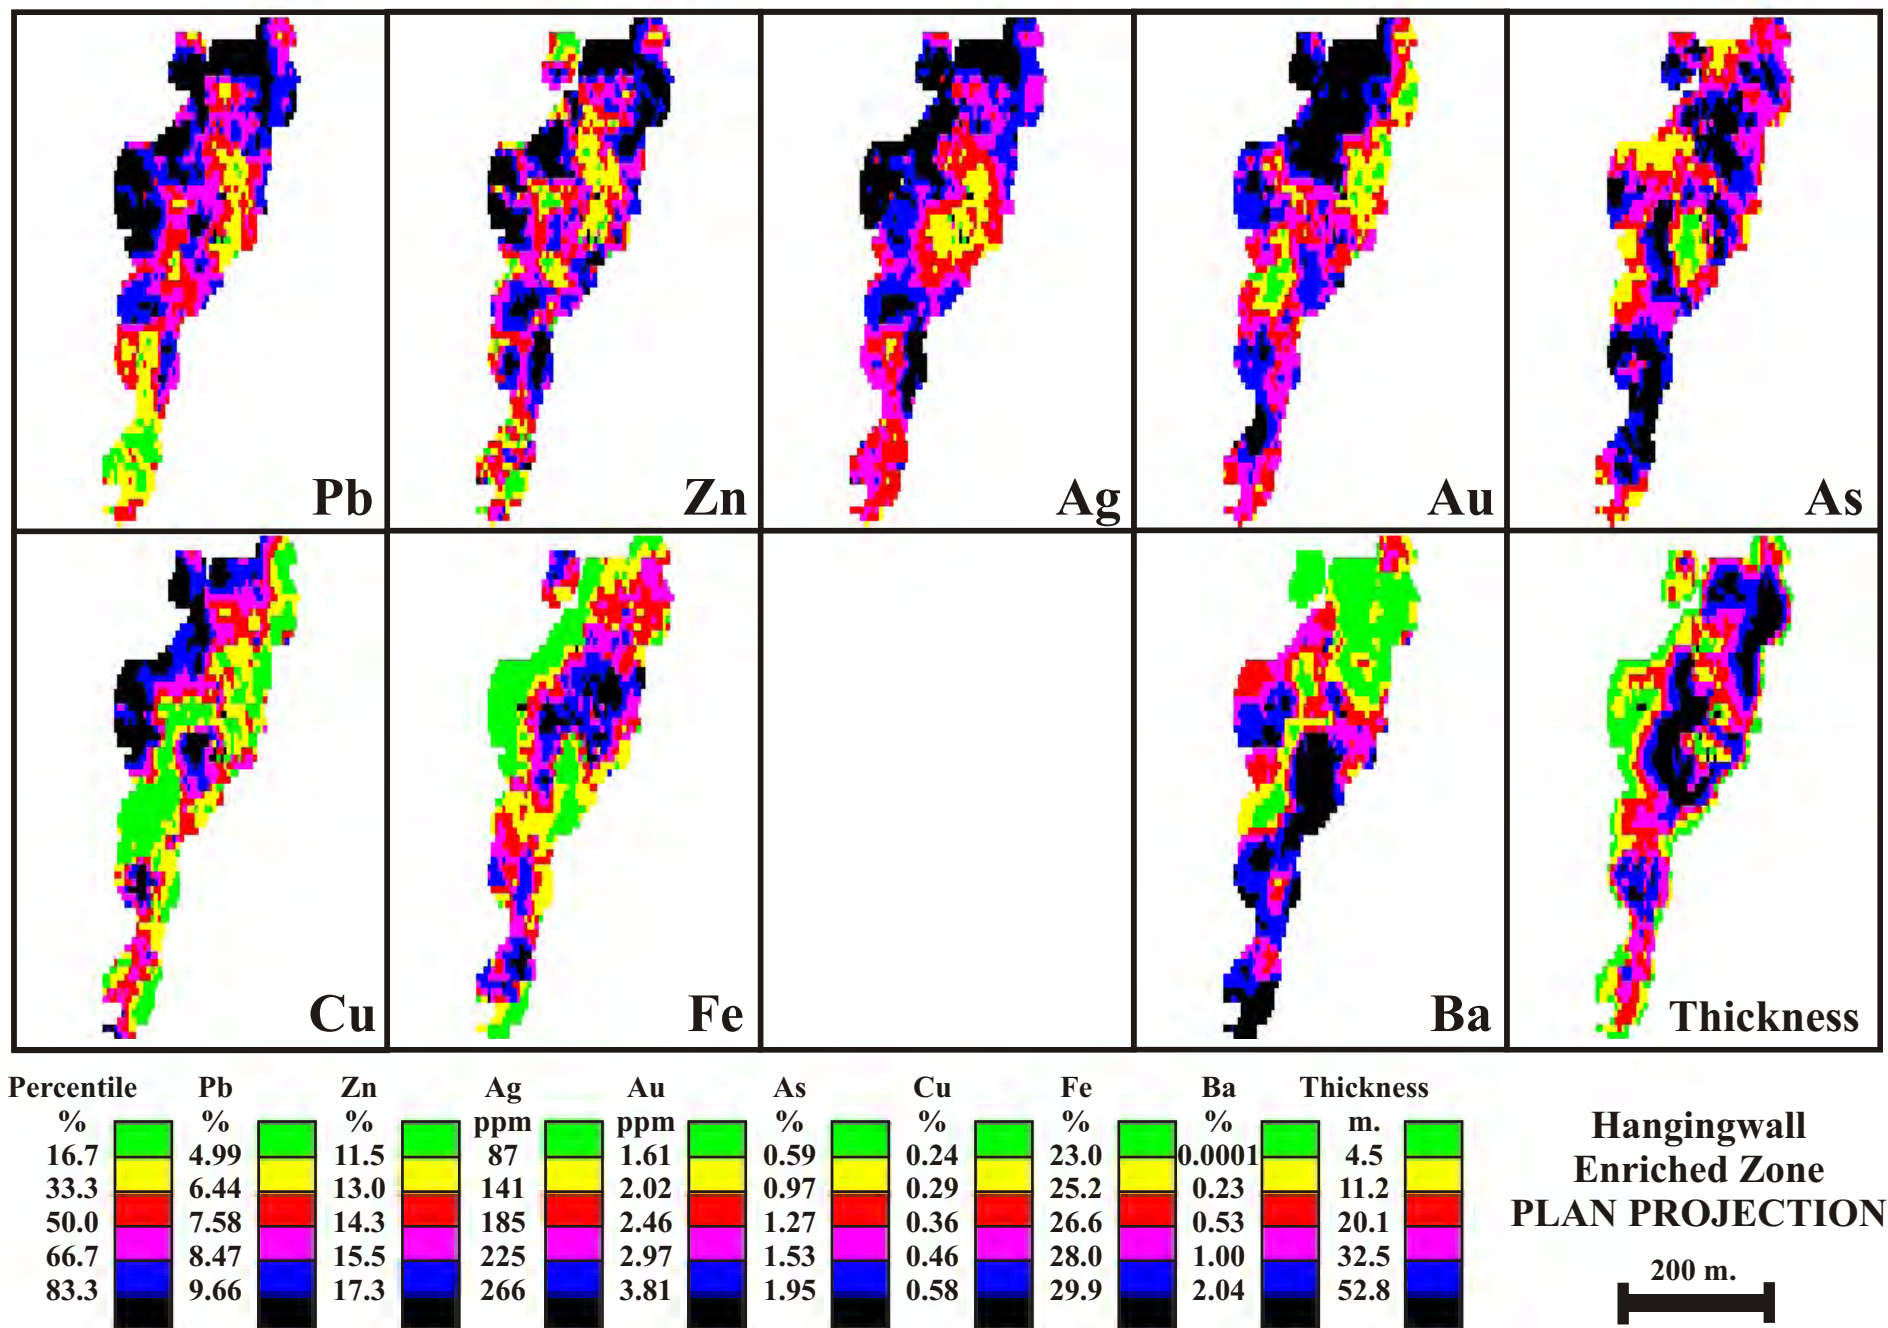 Pb
Zn
Ag
Au
As
Cu
Fe
Ba
Thickness
Percentile Pb Zn Ag Au As Cu Fe Ba Thickness
% % % ppm ppm % % % % m.
16.7 4.99 11.5 87 1.61 0.59 0.24 23.0 0.0001 4.5
33.3 6.44 13.0 141 2.02 0.97 0.29 25.2 0.23 11.2
50.0 7.58 14.3 185 2.46 1.27 0.36 26.6 0.53 20.1
66.7 8.47 15.5 225 2.97 1.53 0.46 28.0 1.00 32.5
83.3 9.66 17.3 266 3.81 1.95 0.58 29.9 2.04 52.8
Hangingwall
Enriched Zone
PLAN PROJECTION
200 m.